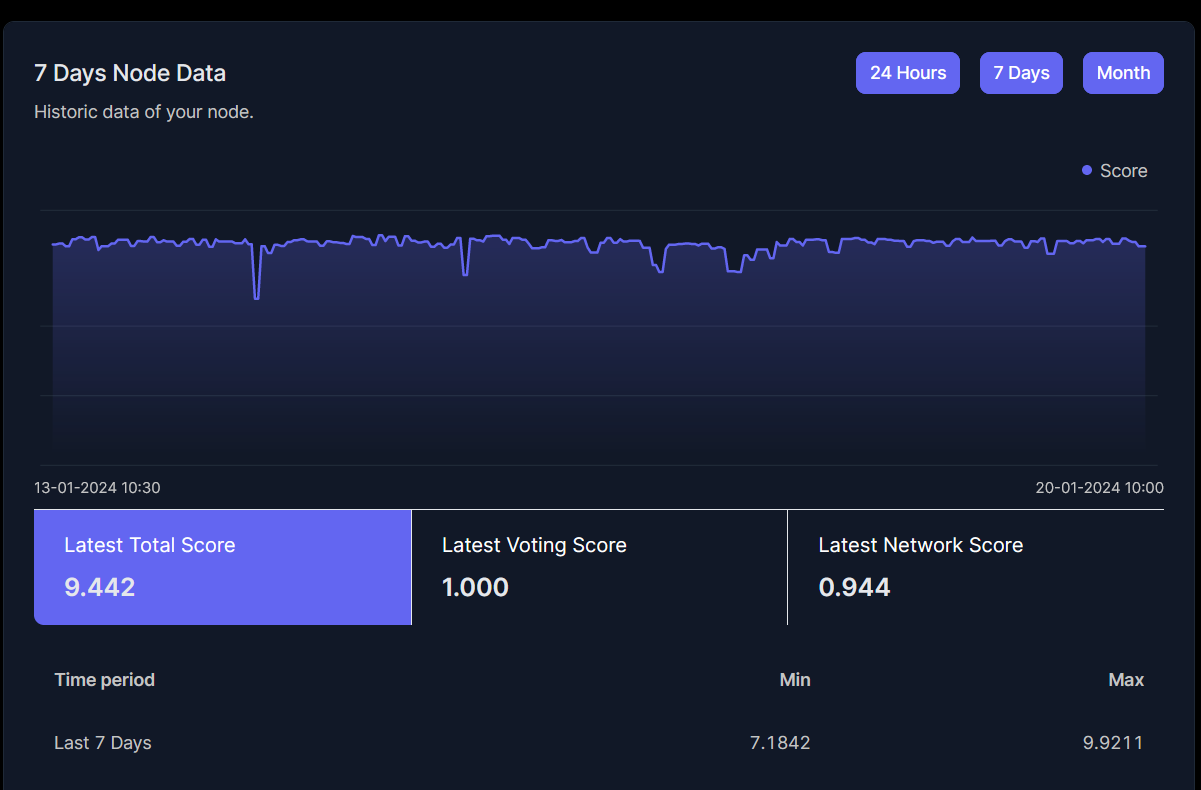 7 Days Node Data
24 Hours
7 Days
Month
Historic data of your node.
Score
13-01-2024 10:30
20-01-2024 10:00
Latest Total Score
9.442
Latest Voting Score
1.000
Latest Network Score
0.944
Time period Min Max
Last 7 Days 7.1842 9.9211